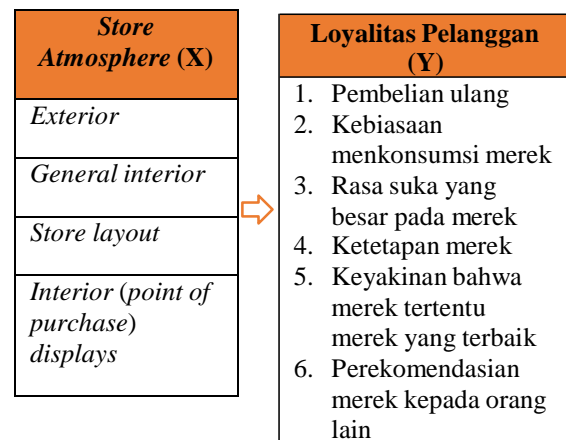 Store
Atmosphere (X)
Exterior
General interior
Store layout
Interior (point of
purchase)
displays
Loyalitas Pelanggan
(Y)
1. Pembelian ulang
2. Kebiasaan
menkonsumsi merek
3. Rasa suka yang
besar pada merek
4. Ketetapan merek
5. Keyakinan bahwa
merek tertentu
merek yang terbaik
6. Perekomendasian
merek kepada orang
lain